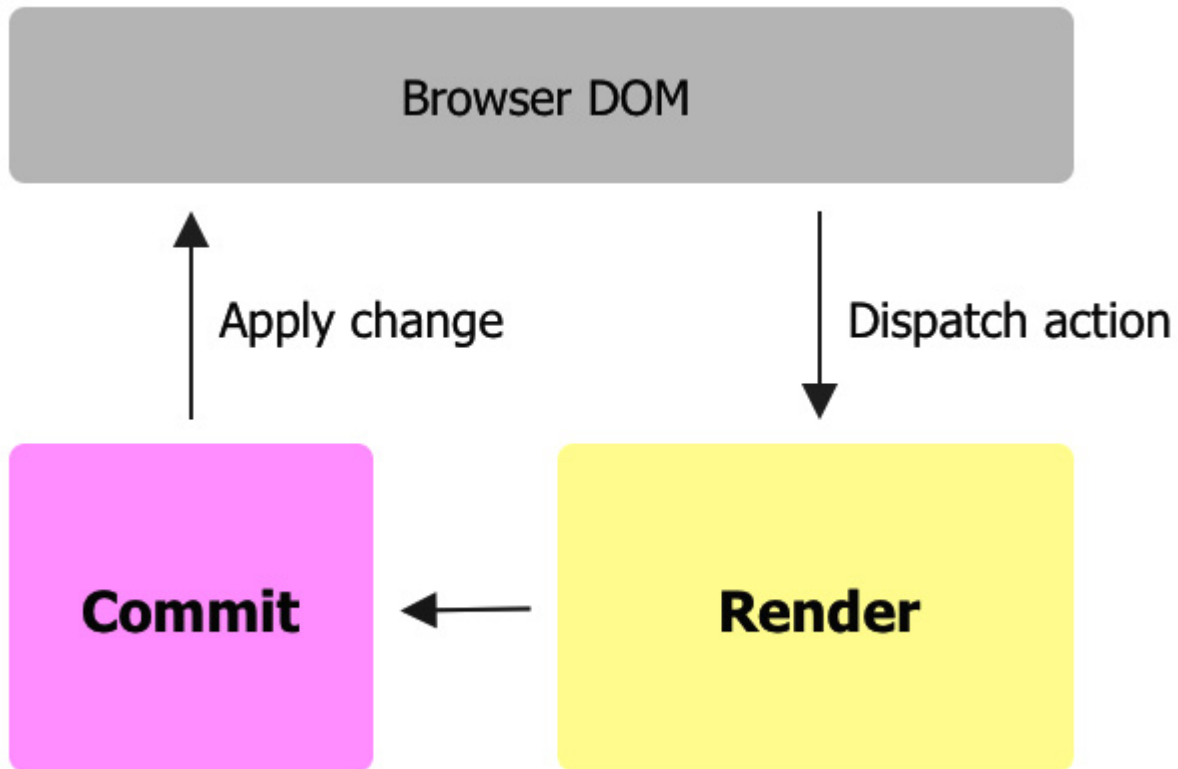 Browser DOM
Apply change
Dispatch action
Commit
Render